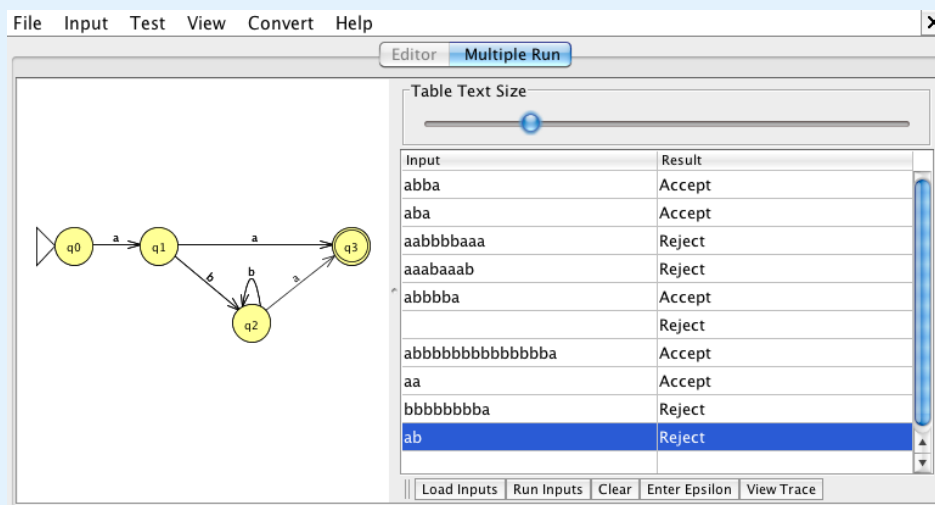 File Input Test View Convert Help
Editor Multiple Run
Table Text Size
Input Result
abba Accept
aba Accept
aabbbbaaa Reject
aaabaaab Reject
abbbba Accept
Reject
abbbbbbbbbbbbbbba Accept
aa Accept
bbbbbbbba Reject
ab Reject
q0 a q1 a q3
b b a
q2
Load Inputs Run Inputs Clear Enter Epsilon View Trace